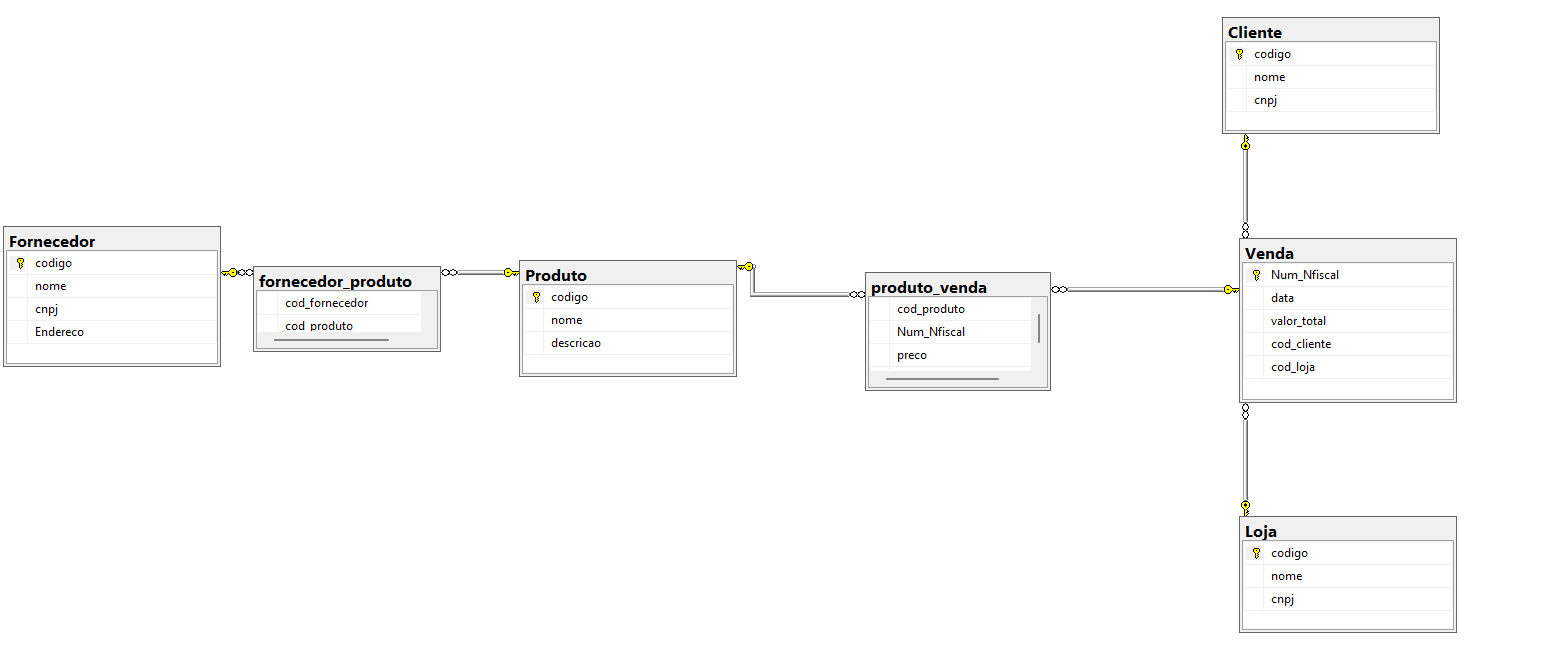 Cliente
codigo
nome
cnpj
Fornecedor
codigo
nome
cnpj
Endereco
fornecedor_produto
cod_fornecedor
cod_produto
Produto
codigo
nome
descricao
produto_venda
cod_produto
Num_Nfiscal
preco
Venda
Num_Nfiscal
data
valor_total
cod_cliente
cod_loja
Loja
codigo
nome
cnpj